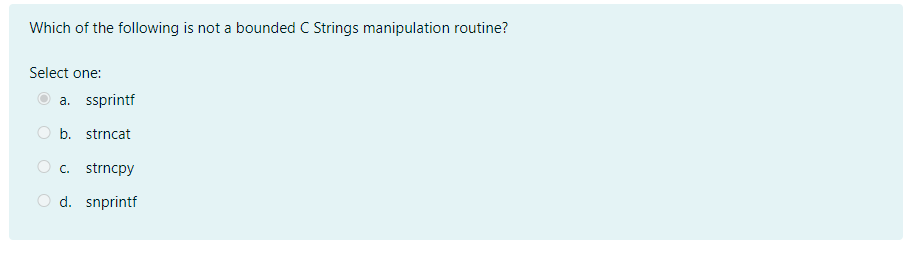 Which of the following is not a bounded C Strings manipulation routine?
Select one:
a. ssprintf
b. strncat
c. strncpy
d. snprintf